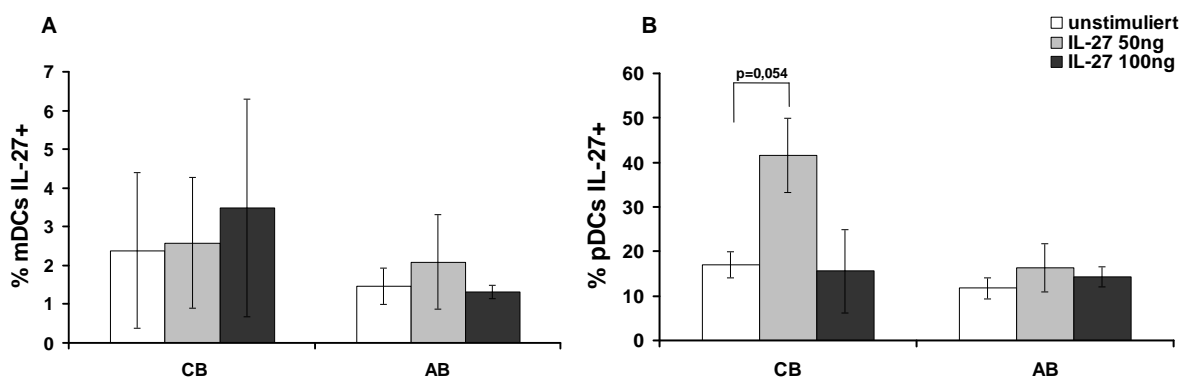 A
% mDCs IL-27+
7
6
5
4
3
2
1
0
CB AB
B
unstimuliert
IL-27 50ng
IL-27 100ng
% pDCs IL-27+
60
50
40
30
20
10
0
p=0,054
CB AB